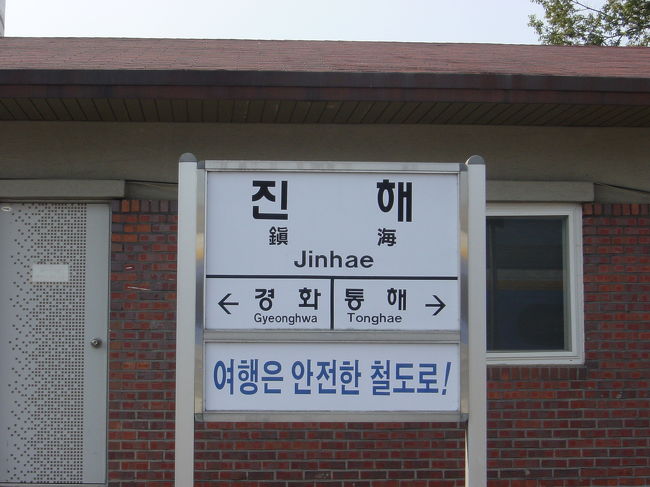 진 해
鎭 海
Jinhae
← 경 화 통 해 →
Gyeonghwa Tonghae
여행은 안전한 철도로!